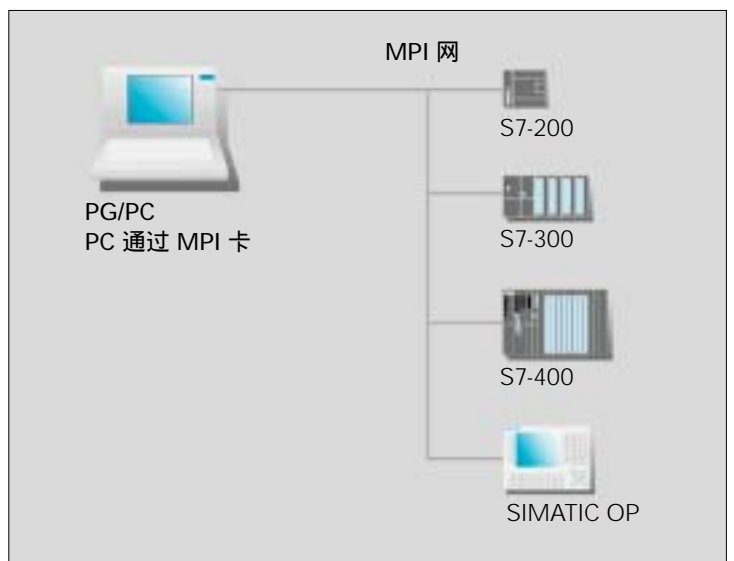 MPI 网
S7-200
PG/PC
PC 通过 MPI 卡
S7-300
S7-400
SIMATIC OP